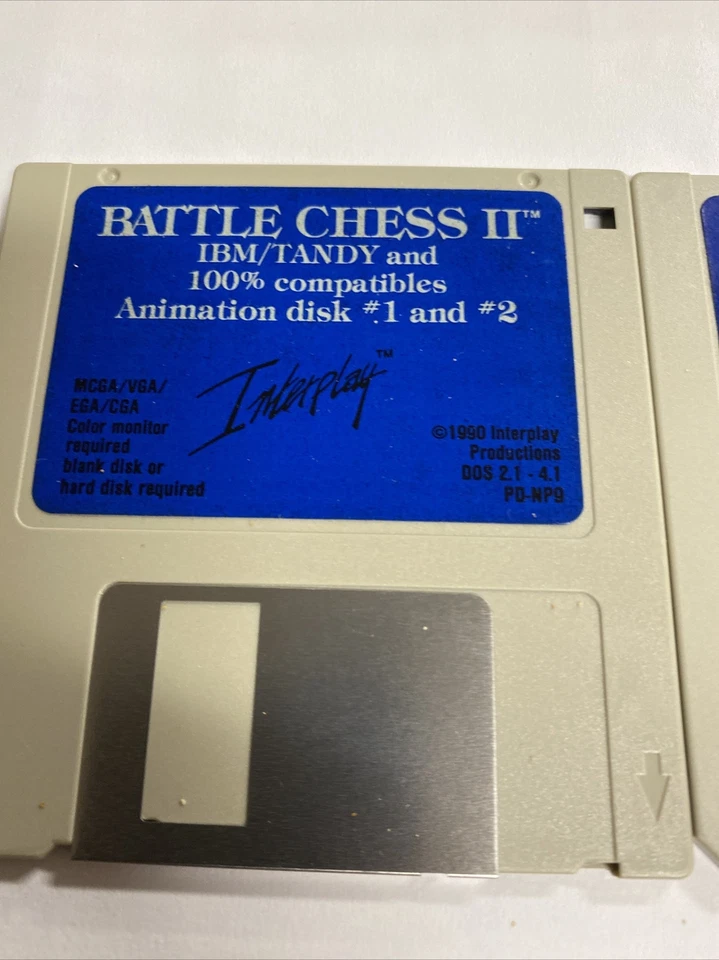 BATTLE CHESS II™
IBM/TANDY and
100% compatibles
Animation disk #1 and #2
Interplay™
MCGA/VGA/
EGA/CGA
Color monitor
required
blank disk or
hard disk required
©1990 Interplay
Productions
DOS 2.1 - 4.1
PD-NP9